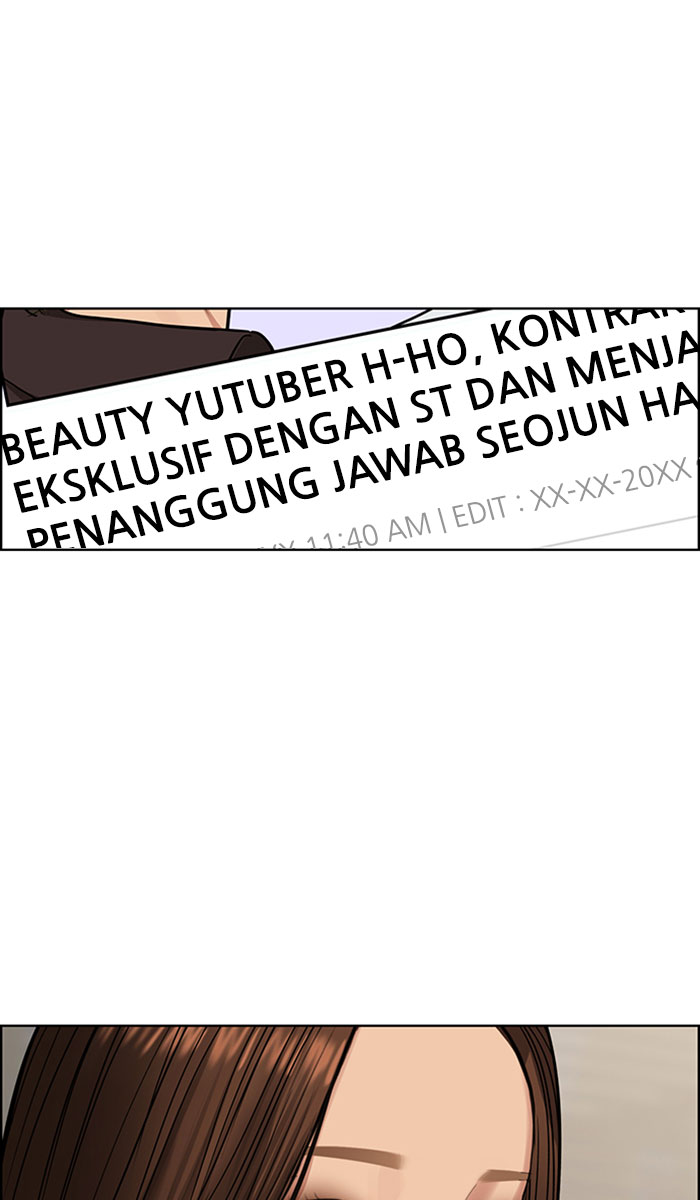 BEAUTY YUTUBER H-HO, KONTRAK
EKSKLUSIF DENGAN ST DAN MENJA
PENANGGUNG JAWAB SEOJUN HA
11:40 AM | EDIT : XX-XX-20XX